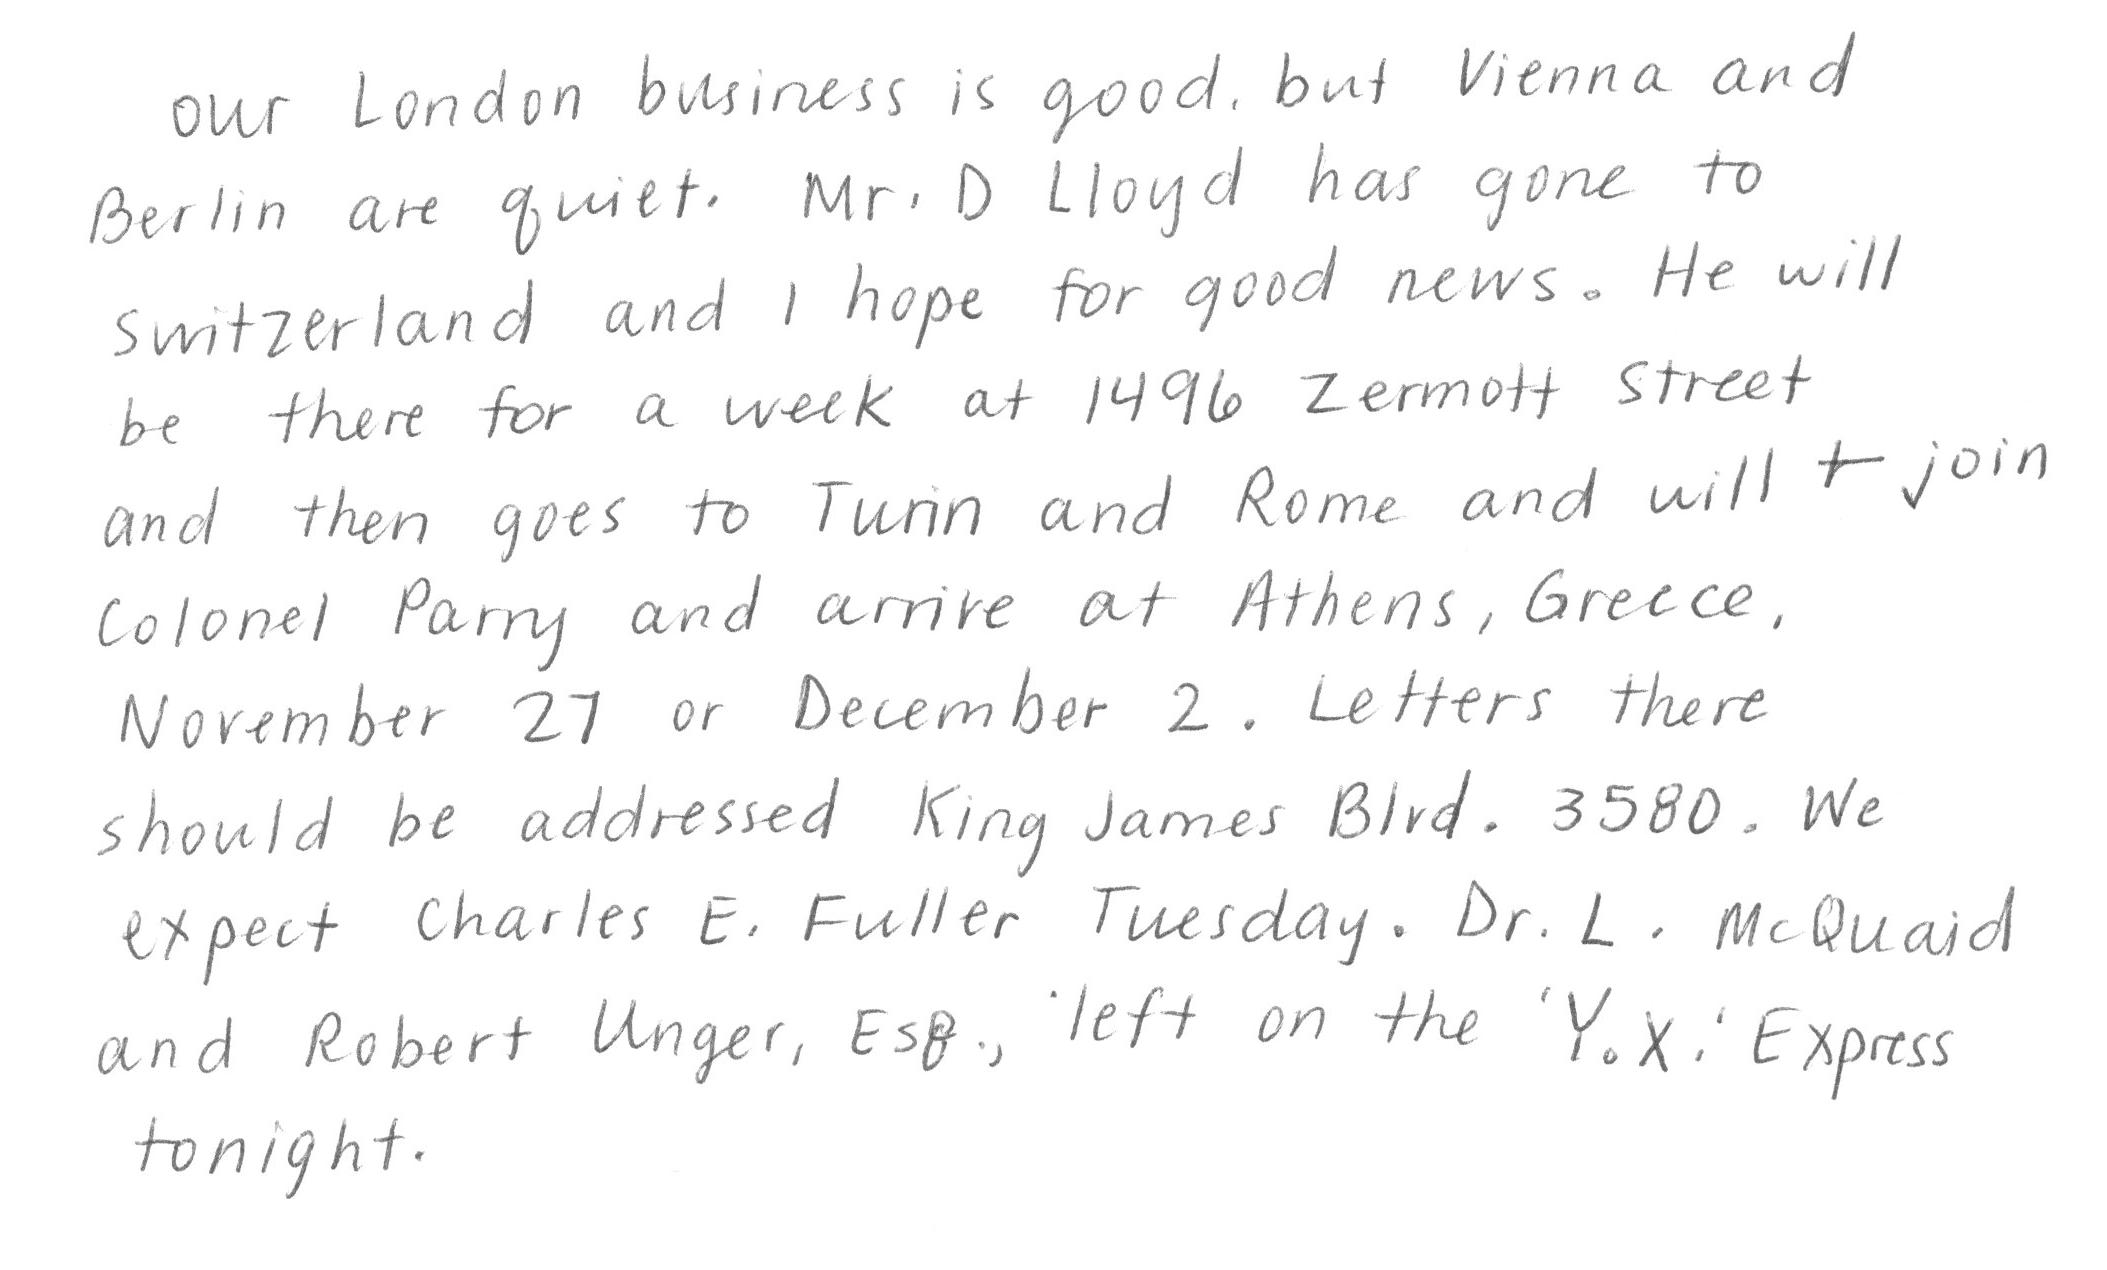 our London business is good. but Vienna and
Berlin are quiet. Mr. D Lloyd has gone to
Switzerland and I hope for good news. He will
be there for a week at 1496 Zermott Street
and then goes to Turin and Rome and will join
Colonel Parry and arrive at Athens, Greece,
November 27 or December 2. Letters there
should be addressed King James Blvd. 3580. We
expect Charles E. Fuller Tuesday. Dr. L. McQuaid
and Robert Unger, Esq., left on the 'Y.X.' Express
tonight.